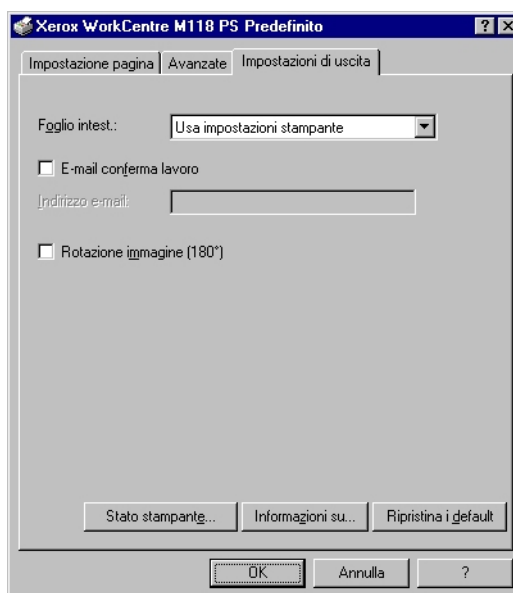 Xerox WorkCentre M118 PS Predefinito ? X
Impostazione pagina Avanzate Impostazioni di uscita
Foglio intest.: Usa impostazioni stampante
E-mail conferma lavoro
Indirizzo e-mail:
Rotazione immagine (180°)
Stato stampante... Informazioni su... Ripristina i default
OK Annulla ?